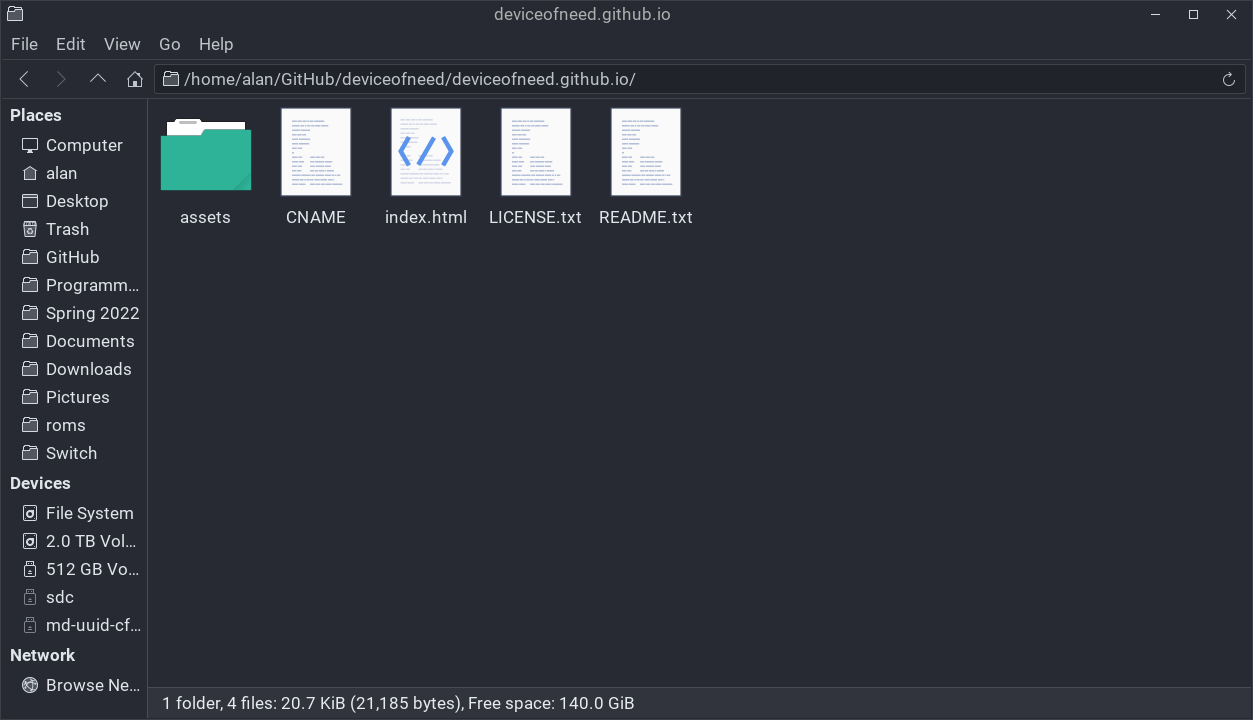 deviceofneed.github.io
File Edit View Go Help
/home/alan/GitHub/deviceofneed/deviceofneed.github.io/
Places
Computer
alan
Desktop
Trash
GitHub
Programm...
Spring 2022
Documents
Downloads
Pictures
roms
Switch
Devices
File System
2.0 TB Vol...
512 GB Vo...
sdc
md-uuid-cf...
Network
Browse Ne...
assets CNAME index.html LICENSE.txt README.txt
1 folder, 4 files: 20.7 KiB (21,185 bytes), Free space: 140.0 GiB